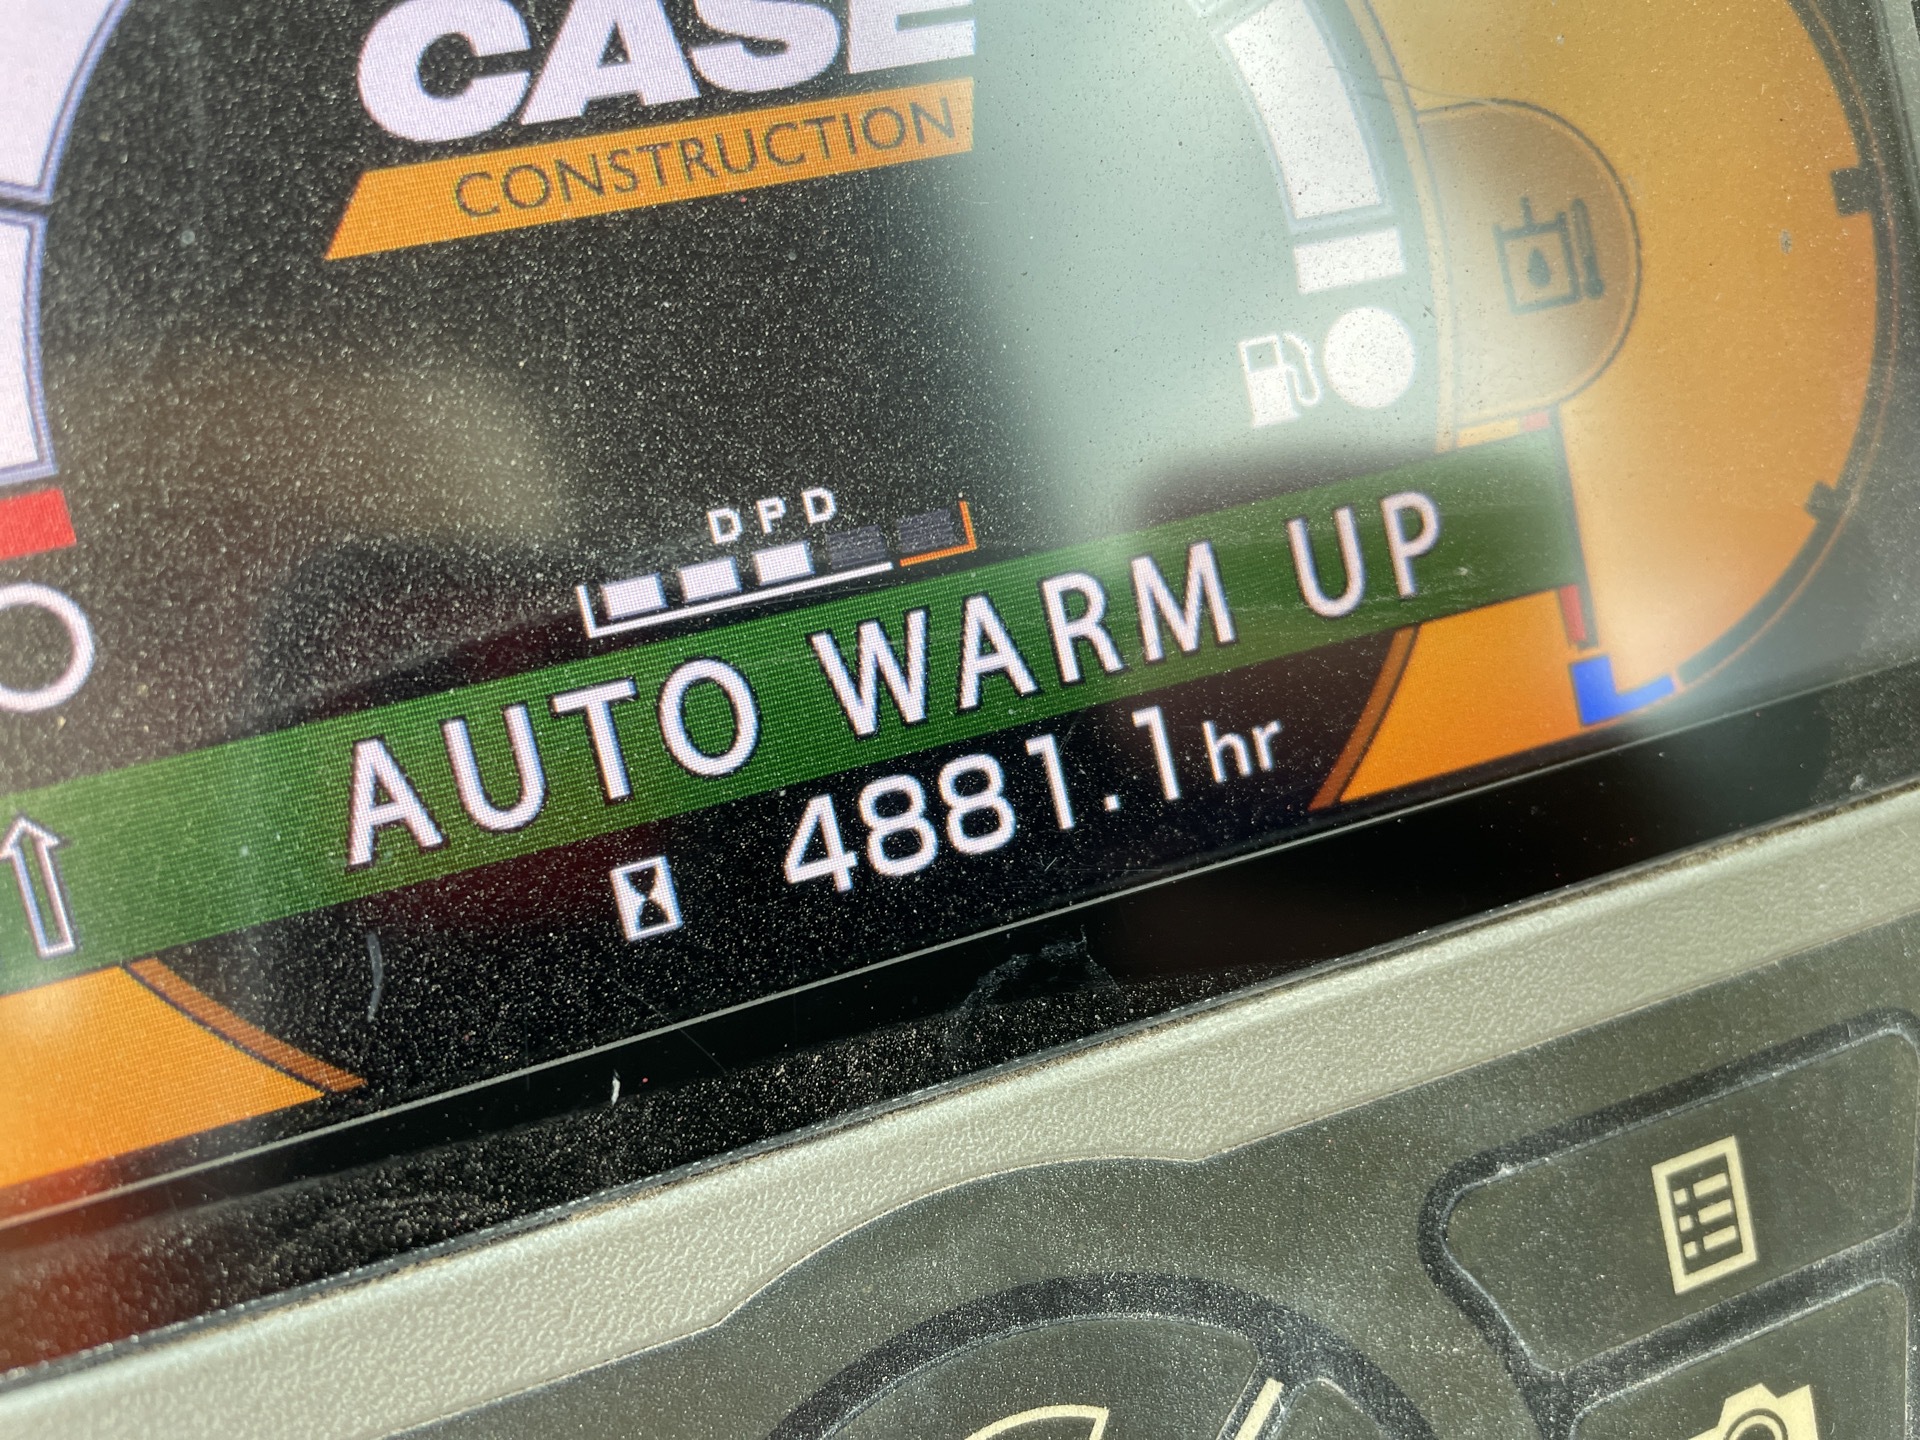 CASE
CONSTRUCTION
DPD
AUTO WARM UP
4881.1hr